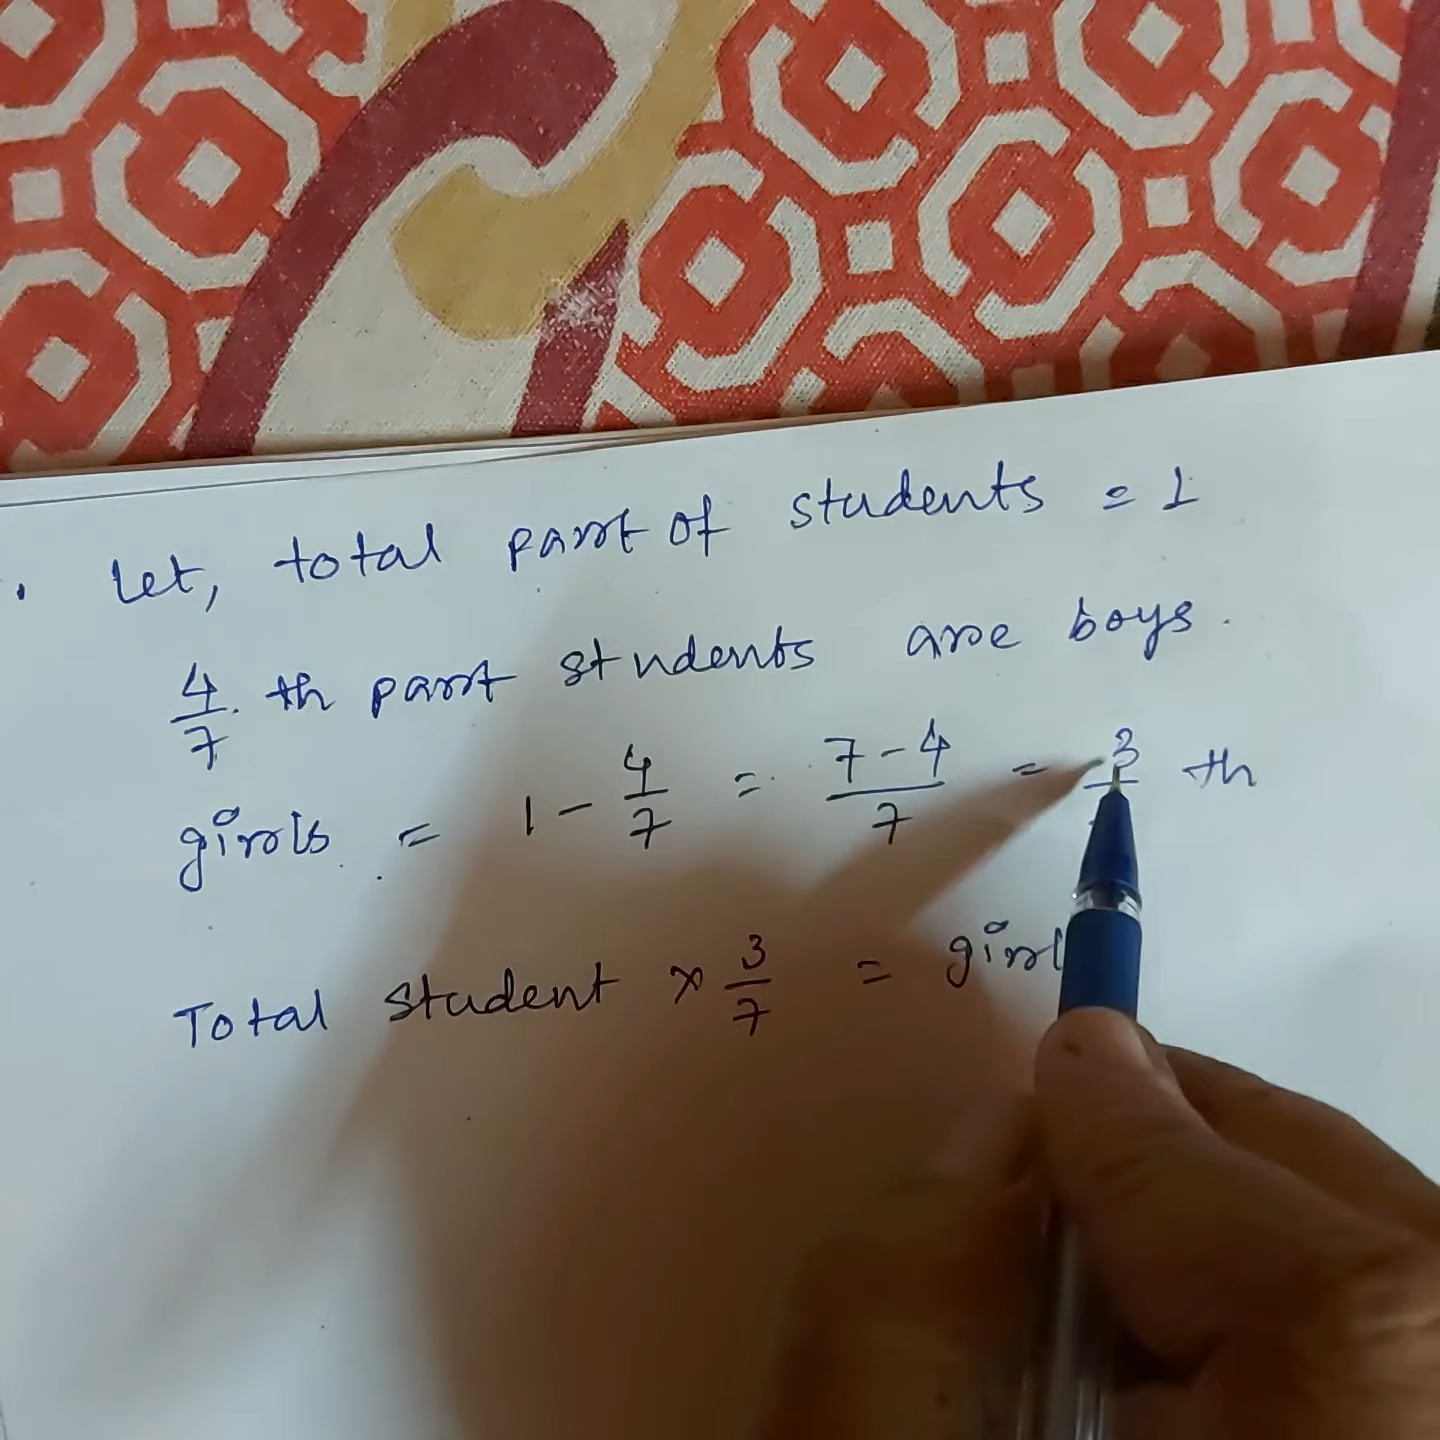 . Let, total part of students = 1
4/7 th part students are boys.
girls = 1 - 4/7 = 7-4/7 = 3/ th
Total student × 3/7 = girl